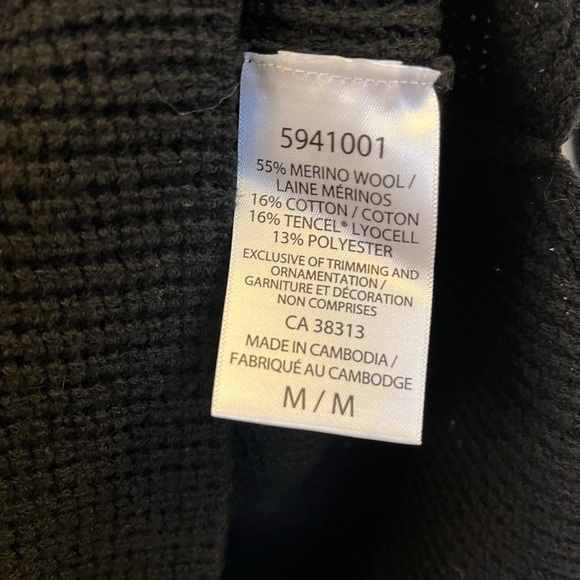 5941001
55% MERINO WOOL /
LAINE MÉRINOS
16% COTTON / COTON
16% TENCEL® LYOCELL
13% POLYESTER
EXCLUSIVE OF TRIMMING AND
ORNAMENTATION /
GARNITURE ET DÉCORATION
NON COMPRISES
CA 38313
MADE IN CAMBODIA /
FABRIQUÉ AU CAMBODGE
M / M